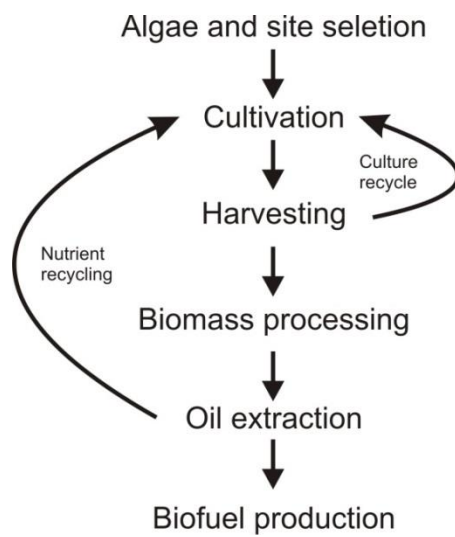 Algae and site seletion
Cultivation
Culture
recycle
Harvesting
Nutrient
recycling
Biomass processing
Oil extraction
Biofuel production